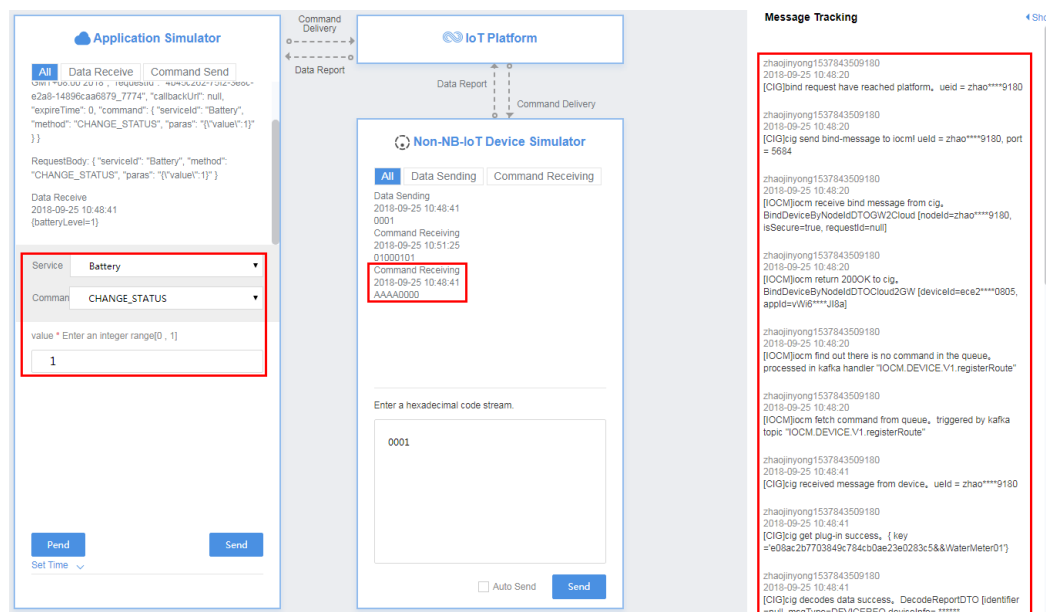 Application Simulator
All Data Receive Command Send
e2a8-14896caa6879_7774", "callbackUrl": null,
"expireTime": 0, "command": { "serviceId": "Battery",
"method": "CHANGE_STATUS", "paras": "{\"value\":1}"
} }
RequestBody: { "serviceId": "Battery", "method":
"CHANGE_STATUS", "paras": "{\"value\":1}" }
Data Receive
2018-09-25 10:48:41
{batteryLevel=1}
Service Battery
Comman CHANGE_STATUS
value * Enter an integer range[0 , 1]
1
Pend Send
Set Time
Command
Delivery
Data Report
IoT Platform
Data Report
Command Delivery
Non-NB-IoT Device Simulator
All Data Sending Command Receiving
Data Sending
2018-09-25 10:48:41
0001
Command Receiving
2018-09-25 10:51:25
01000101
Command Receiving
2018-09-25 10:48:41
AAAA0000
Enter a hexadecimal code stream.
0001
Auto Send Send
Message Tracking Sho
zhaojinyong1537843509180
2018-09-25 10:48:20
[CIG]bind request have reached platform。ueid = zhao****9180
zhaojinyong1537843509180
2018-09-25 10:48:20
[CIG]cig send bind-message to iocm! ueId = zhao****9180, port
= 5684
zhaojinyong1537843509180
2018-09-25 10:48:20
[IOCM]iocm receive bind message from cig。
BindDeviceByNodeIdDTOGW2Cloud [nodeId=zhao****9180,
isSecure=true, requestId=null]
zhaojinyong1537843509180
2018-09-25 10:48:20
[IOCM]iocm return 200OK to cig。
BindDeviceByNodeIdDTOCloud2GW [deviceId=ece2****0805,
appId=vWi6****JI8a]
zhaojinyong1537843509180
2018-09-25 10:48:20
[IOCM]iocm find out there is no command in the queue。
processed in kafka handler "IOCM.DEVICE.V1.registerRoute"
zhaojinyong1537843509180
2018-09-25 10:48:20
[IOCM]iocm fetch command from queue。triggered by kafka
topic "IOCM.DEVICE.V1.registerRoute"
zhaojinyong1537843509180
2018-09-25 10:48:41
[CIG]cig received message from device。ueId = zhao****9180
zhaojinyong1537843509180
2018-09-25 10:48:41
[CIG]cig get plug-in success。{ key
='e08ac2b7703849c784cb0ae23e0283c5&&WaterMeter01'}
zhaojinyong1537843509180
2018-09-25 10:48:41
[CIG]cig decodes data success。DecodeReportDTO [identifier
=null, msgType=DEVICEREQ,deviceInfo= ******